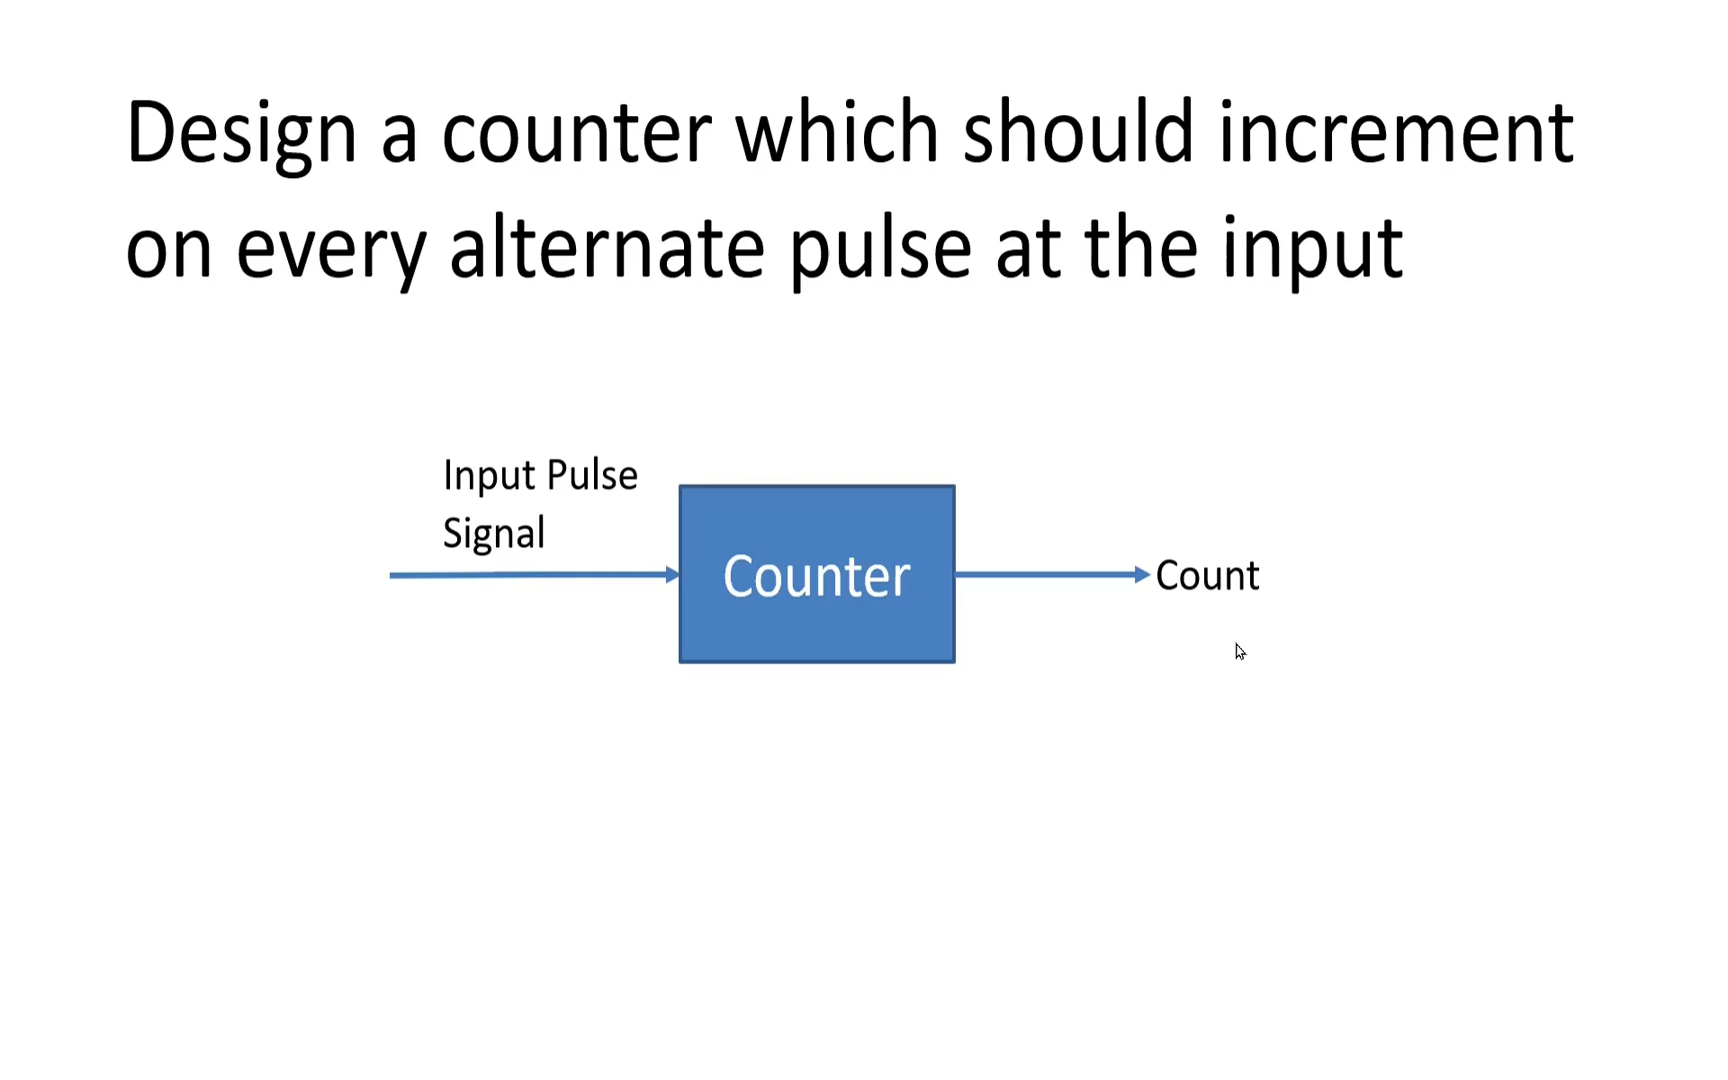 Design a counter which should increment
on every alternate pulse at the input
Input Pulse
Signal
Counter
Count